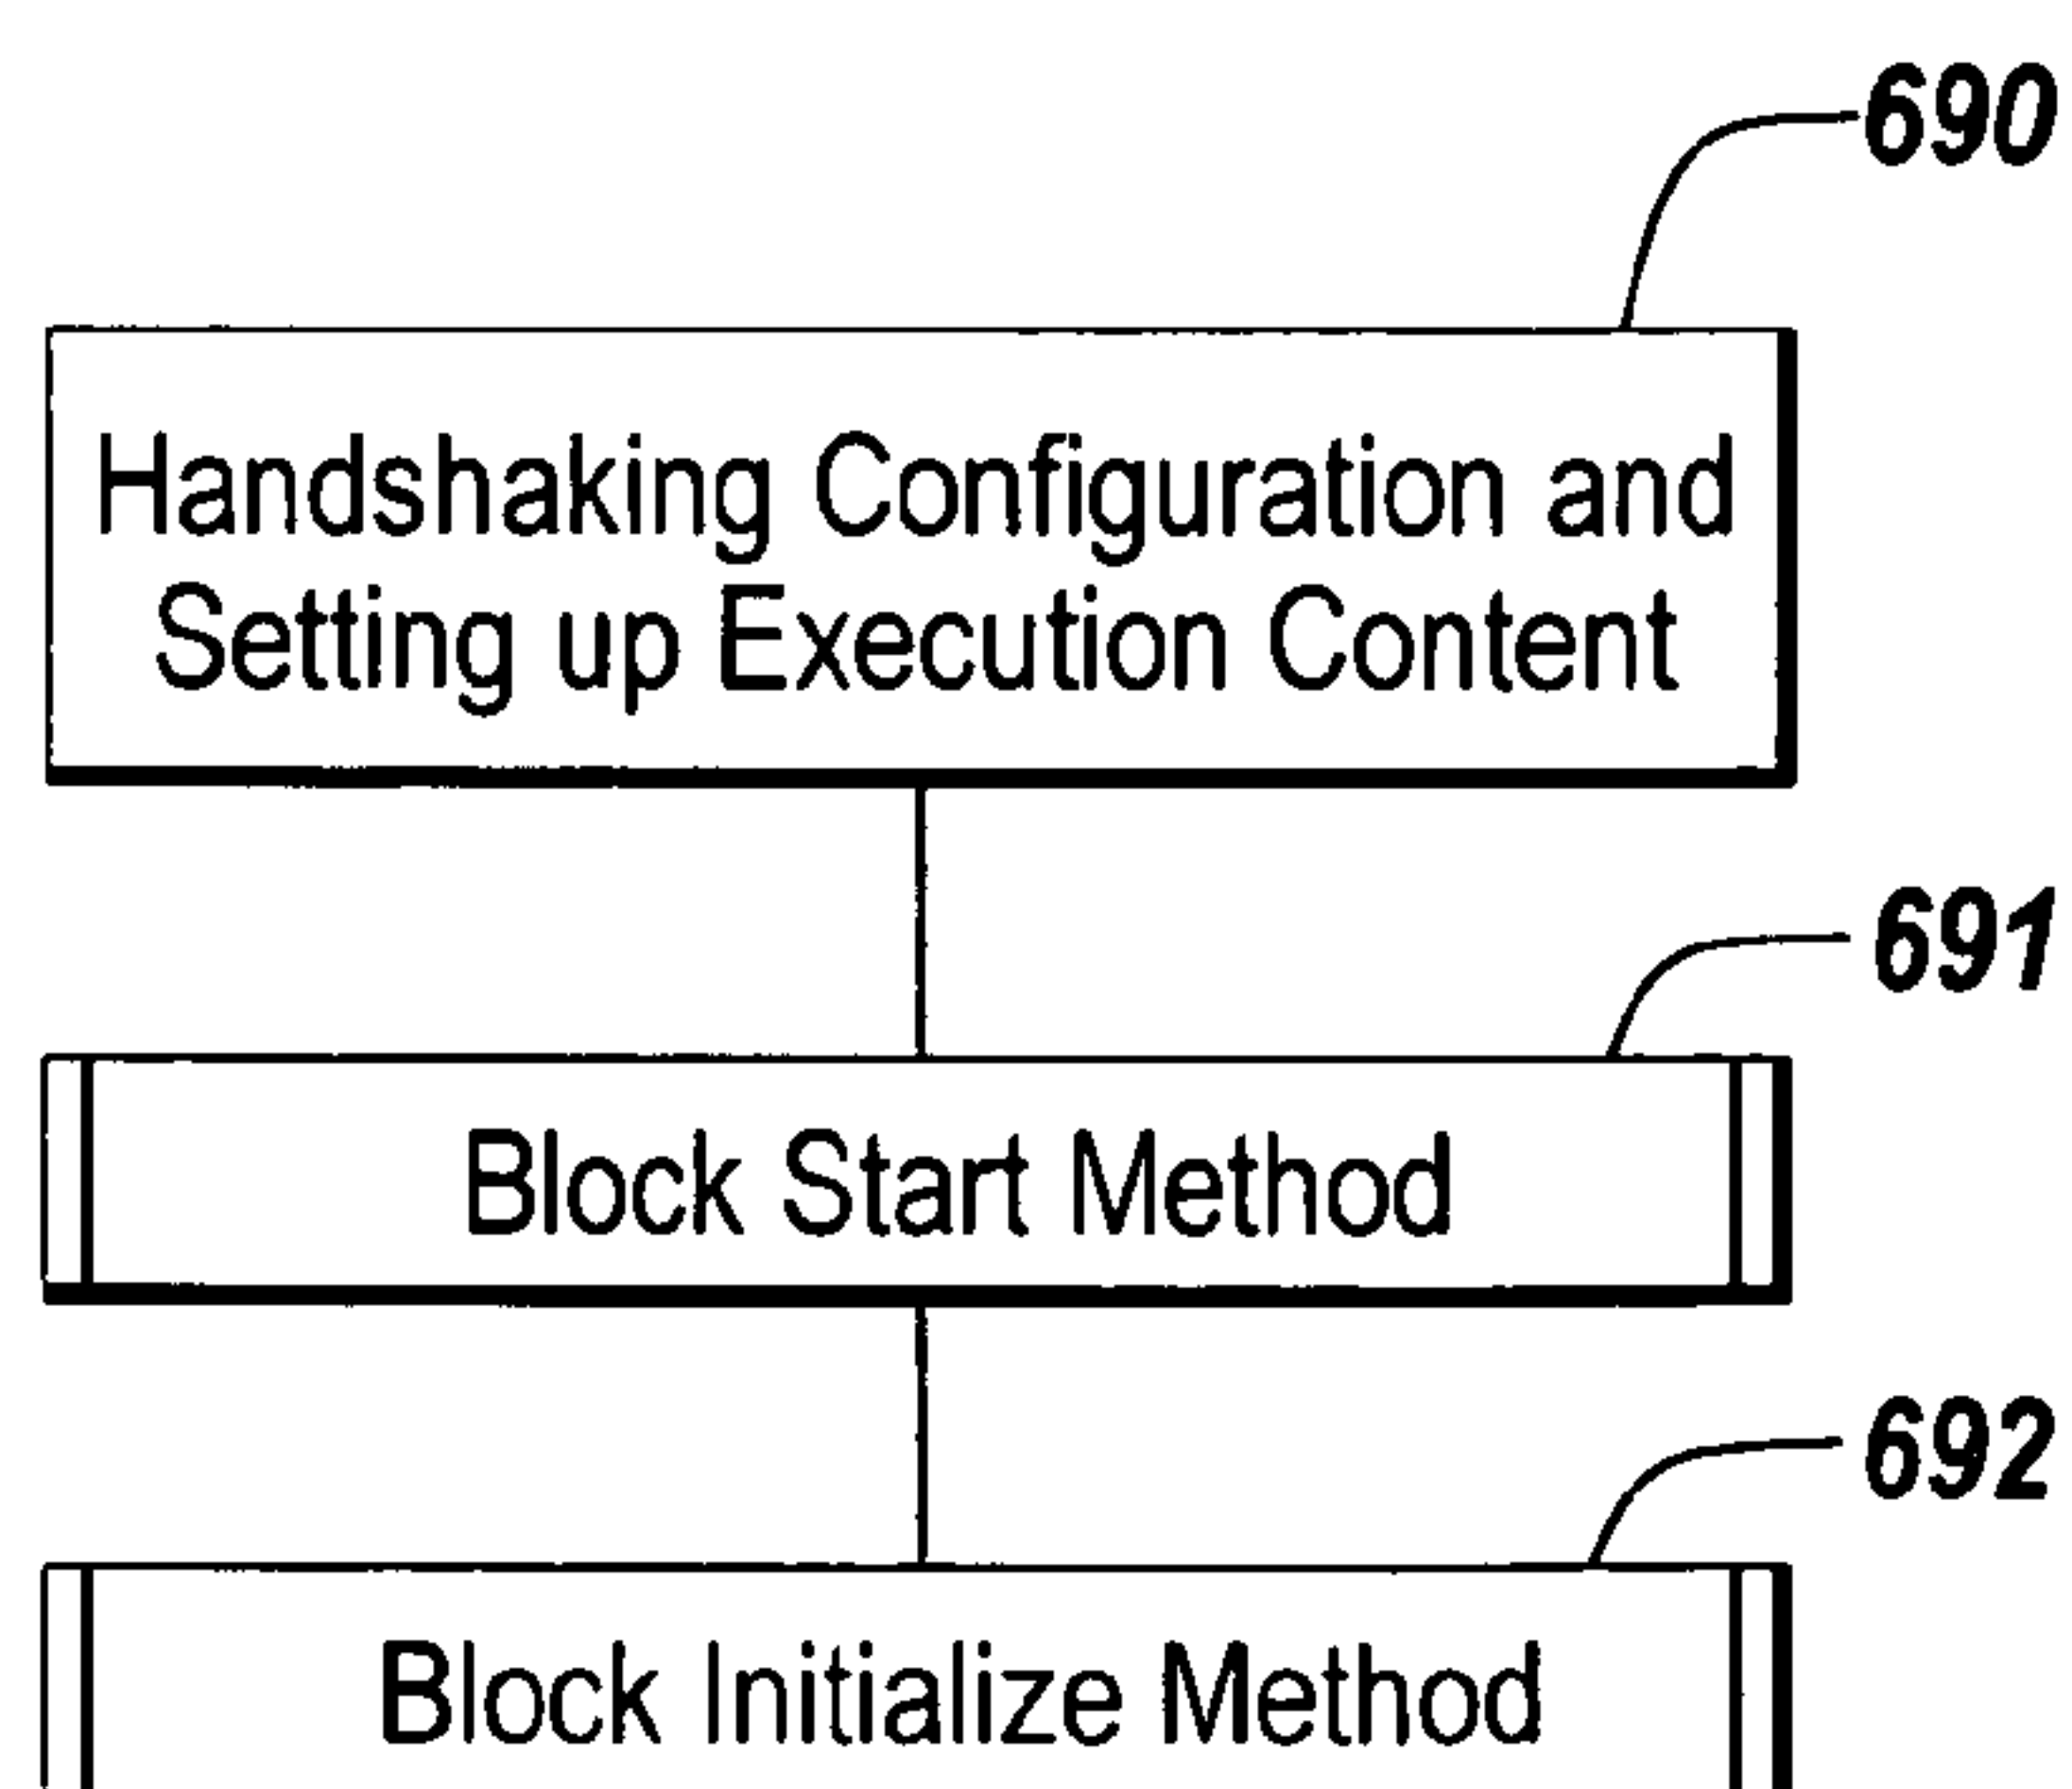 690
Handshaking Configuration and
Setting up Execution Content
691
Block Start Method
692
Block Initialize Method